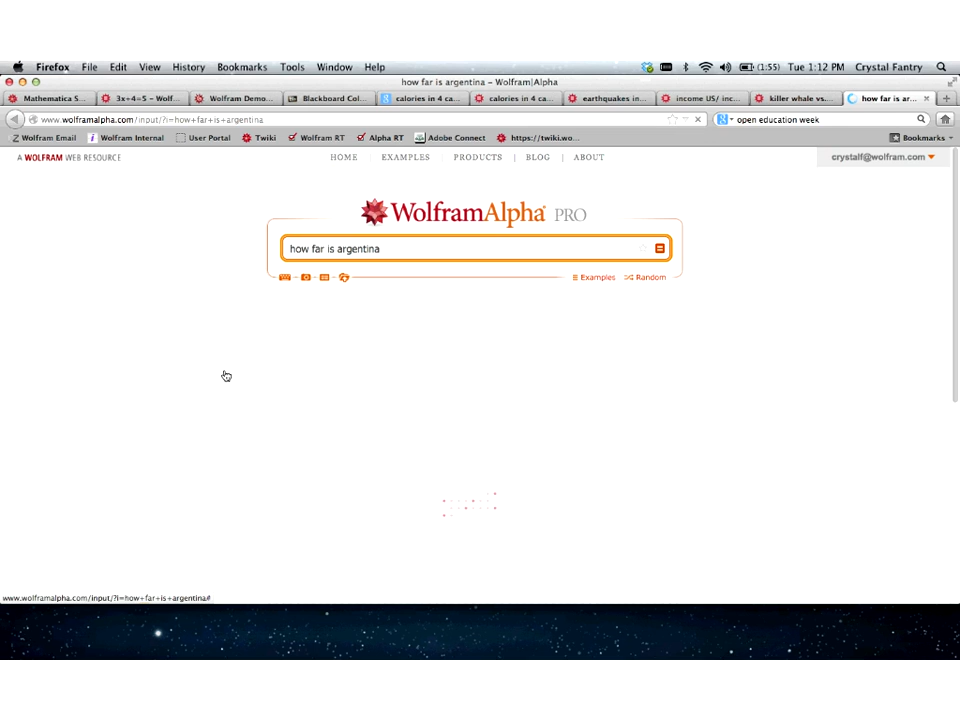 Firefox File Edit View History Bookmarks Tools Window Help (1:55) Tue 1:12 PM Crystal Fantry
how far is argentina – Wolfram|Alpha
Mathematica S... 3x+4=5 – Wolf... Wolfram Demo... Blackboard Col... calories in 4 ca... calories in 4 ca... earthquakes in... income US/ inc... killer whale vs.... how far is ar...
www.wolframalpha.com/input/?i=how+far+is+argentina open education week
Wolfram Email Wolfram Internal User Portal Twiki Wolfram RT Alpha RT Adobe Connect https://twiki.wo... Bookmarks
A WOLFRAM WEB RESOURCE HOME EXAMPLES PRODUCTS | BLOG | ABOUT crystalf@wolfram.com
WolframAlpha PRO
how far is argentina
Examples Random
www.wolframalpha.com/input/?i=how+far+is+argentina#